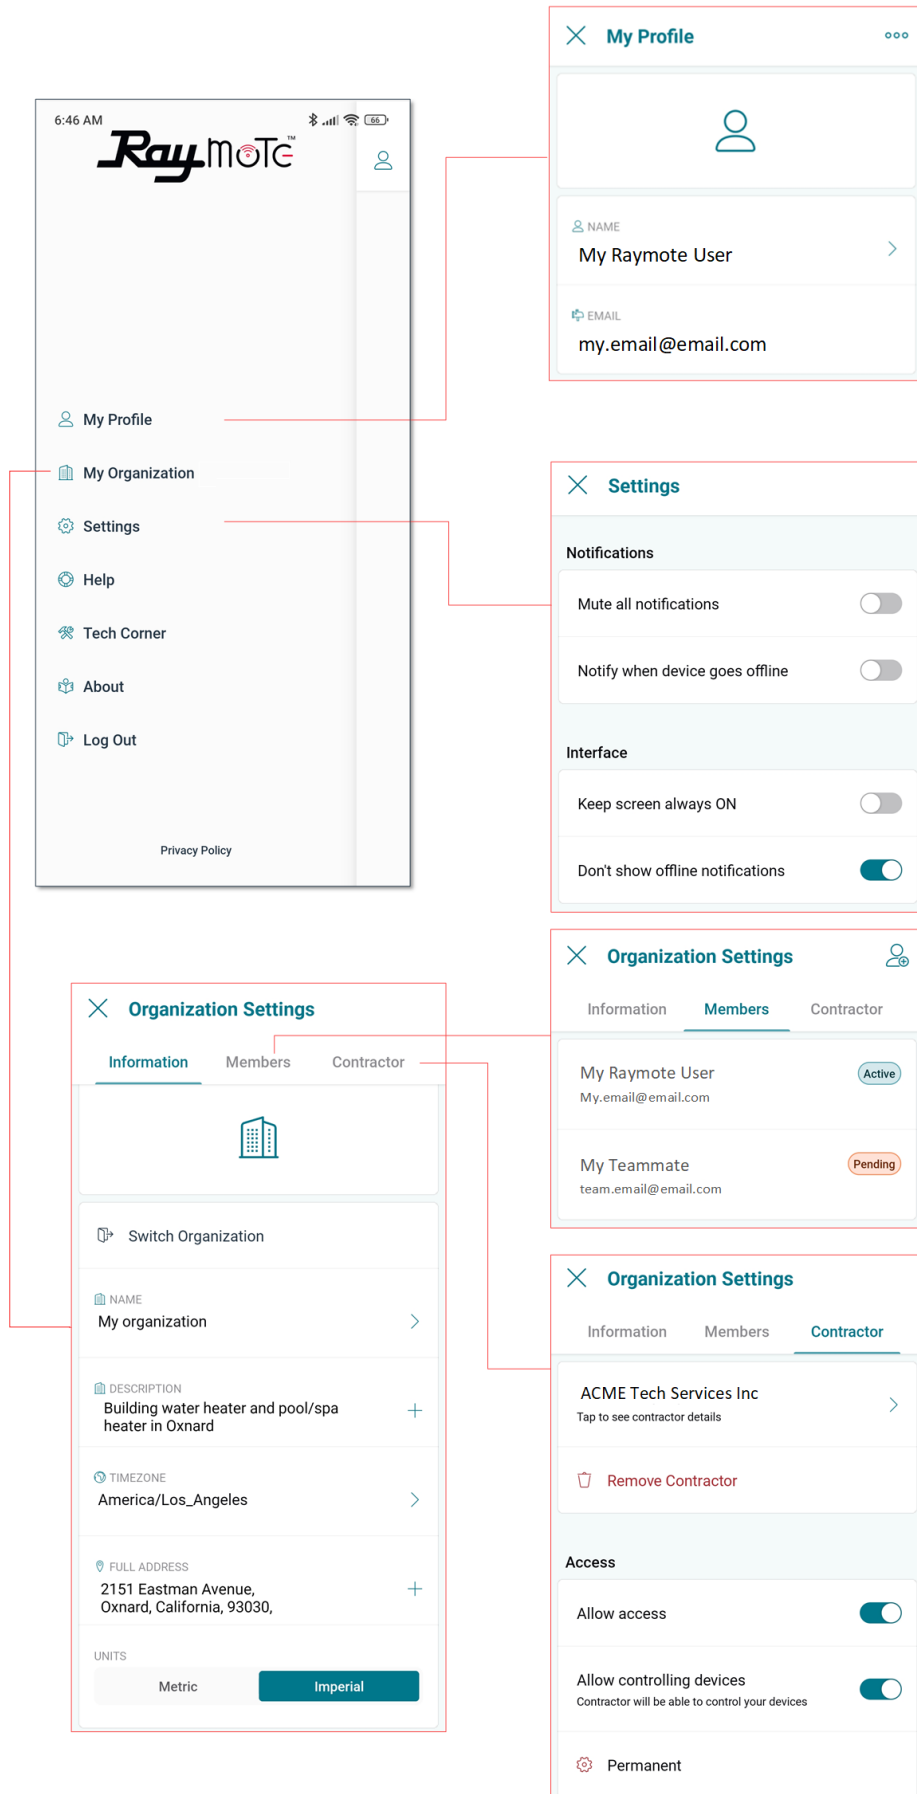 My Profile
NAME
My Raymote User
EMAIL
my.email@email.com
6:46 AM
66
Raymote™
My Profile
My Organization
Settings
Help
Tech Corner
About
Log Out
Privacy Policy
Settings
Notifications
Mute all notifications
Notify when device goes offline
Interface
Keep screen always ON
Don't show offline notifications
Organization Settings
Information Members Contractor
My Raymote User
Active
My.email@email.com
My Teammate
Pending
team.email@email.com
Organization Settings
Information Members Contractor
Switch Organization
NAME
My organization
DESCRIPTION
Building water heater and pool/spa
heater in Oxnard
TIMEZONE
America/Los_Angeles
FULL ADDRESS
2151 Eastman Avenue,
Oxnard, California, 93030,
UNITS
Metric Imperial
Organization Settings
Information Members Contractor
ACME Tech Services Inc
Tap to see contractor details
Remove Contractor
Access
Allow access
Allow controlling devices
Contractor will be able to control your devices
Permanent